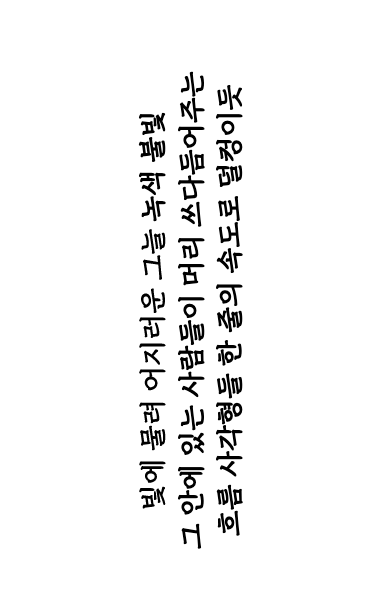 빛에 물려 어지러운 그늘 녹색 불빛
그 안에 있는 사람들이 머리 쓰다듬어주는
흐름 사각형들 한 줄의 속도로 덜컹이듯